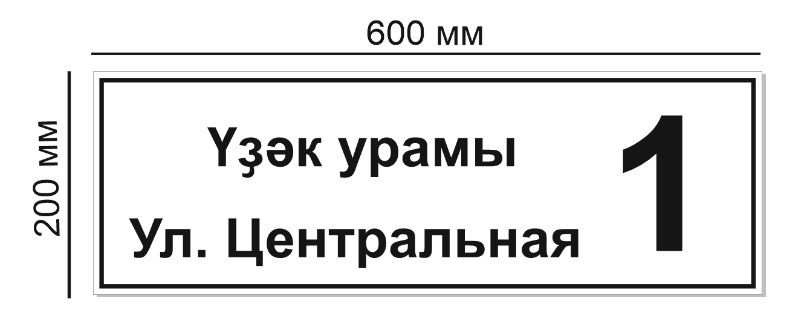 600 мм
200 мм
Үҙәк урамы
Ул. Центральная
1